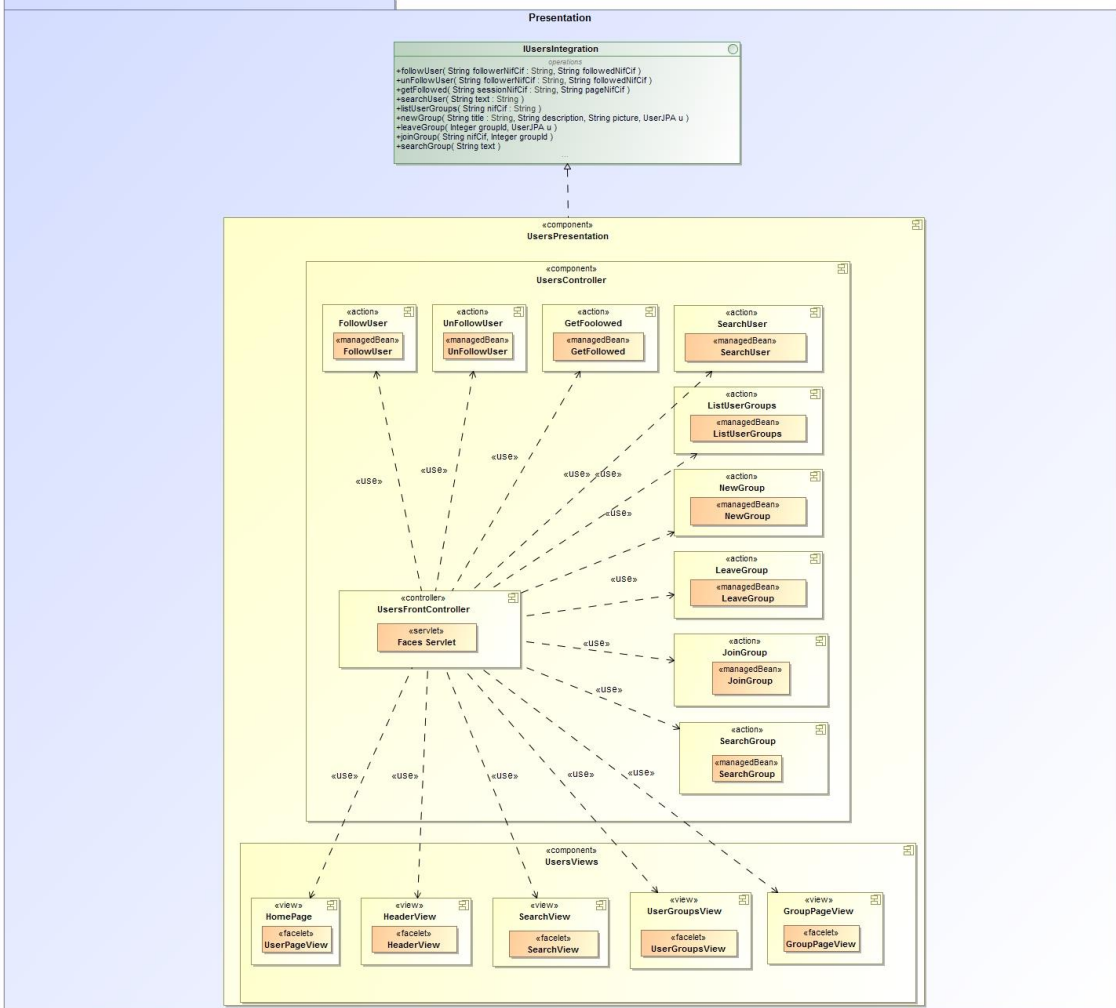 Presentation
IUsersIntegration
operations
+followUser( String followerNifCif : String, String followedNifCif )
+unFollowUser( String followerNifCif : String, String followedNifCif )
+getFollowed( String sessionNifCif : String, String pageNifCif )
+searchUser( String text : String )
+listUserGroups( String nifCif : String )
+newGroup( String title : String, String description, String picture, UserJPA u )
+leaveGroup( Integer groupId, UserJPA u )
+joinGroup( String nifCif, Integer groupId )
+searchGroup( String text )
...
«component»
UsersPresentation
«component»
UsersController
«action»
FollowUser
«managedBean»
FollowUser
«action»
UnFollowUser
«managedBean»
UnFollowUser
«action»
GetFoolowed
«managedBean»
GetFollowed
«action»
SearchUser
«managedBean»
SearchUser
«action»
ListUserGroups
«managedBean»
ListUserGroups
«use»
«use»
«use»
«use»
«use»
«action»
NewGroup
«managedBean»
NewGroup
«use»
«action»
LeaveGroup
«managedBean»
LeaveGroup
«use»
«controller»
UsersFrontController
«servlet»
Faces Servlet
«action»
JoinGroup
«managedBean»
JoinGroup
«use»
«action»
SearchGroup
«managedBean»
SearchGroup
«use»
«use»
«use»
«use»
«use»
«use»
«component»
UsersViews
«view»
HomePage
«facelet»
UserPageView
«view»
HeaderView
«facelet»
HeaderView
«view»
SearchView
«facelet»
SearchView
«view»
UserGroupsView
«facelet»
UserGroupsView
«view»
GroupPageView
«facelet»
GroupPageView